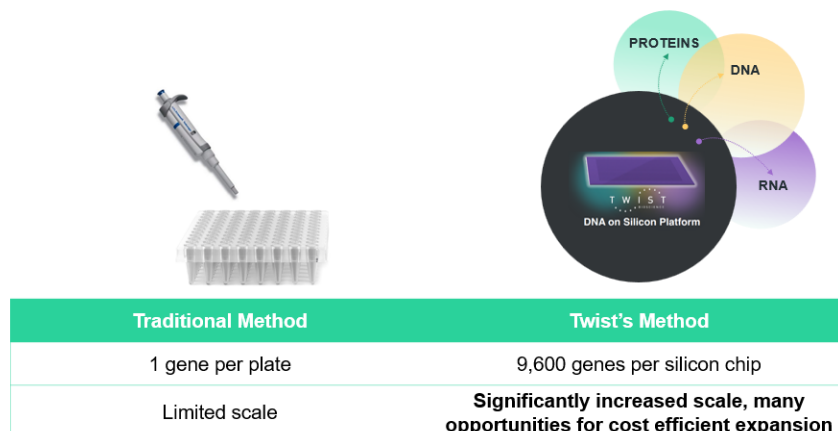 PROTEINS
DNA
RNA
TWIST
BIOSCIENCE
DNA on Silicon Platform
Traditional Method
Twist's Method
1 gene per plate
9,600 genes per silicon chip
Limited scale
Significantly increased scale, many
opportunities for cost efficient expansion